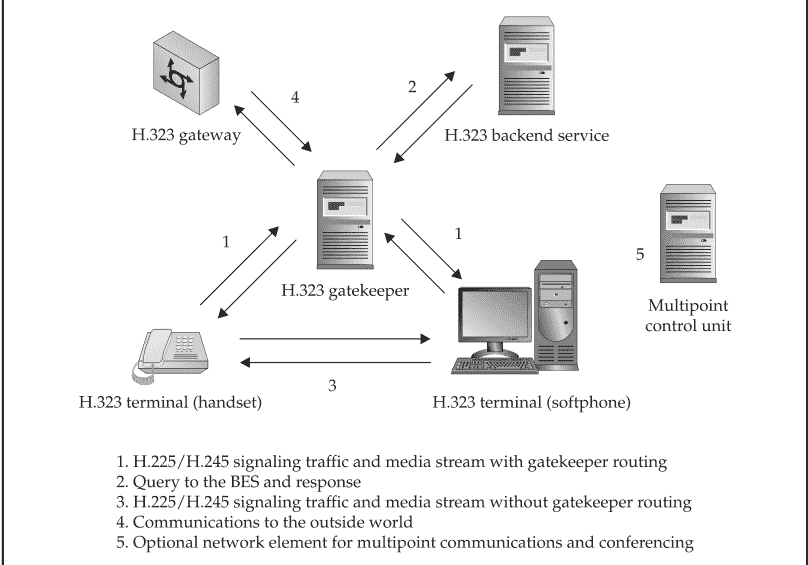 4
2
H.323 gateway
H.323 backend service
1
1
5
H.323 gatekeeper
Multipoint
control unit
3
H.323 terminal (handset)
H.323 terminal (softphone)
1. H.225/H.245 signaling traffic and media stream with gatekeeper routing
2. Query to the BES and response
3. H.225/H.245 signaling traffic and media stream without gatekeeper routing
4. Communications to the outside world
5. Optional network element for multipoint communications and conferencing